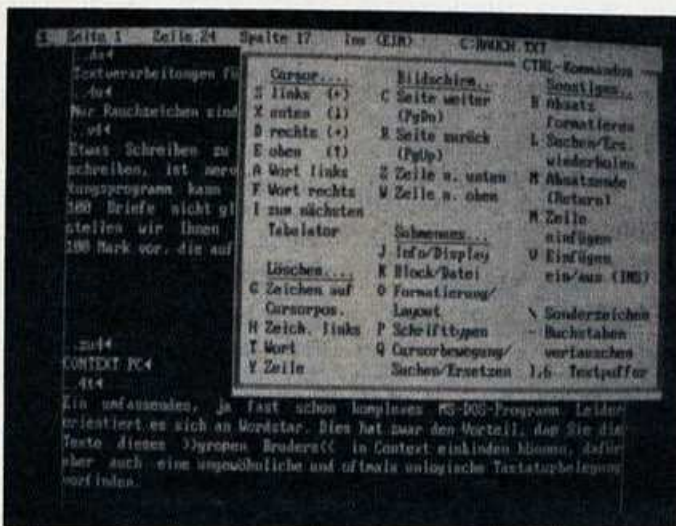 1 Seite 1 Zeile 24 Spalte 17 Ins (EIN) C:RAUCH.TXT
Textverarbeitungen fü
Nur Rauchzeichen sind
Etwas Schreiben zu
schreiben, ist nerv
tungsprogramm kann
100 Briefe nicht gl
stellen wir Ihnen
100 Mark vor, die auf
CTRL-Kommandos
Cursor....
S links
X unten (↓)
D rechts
E oben (↑)
A Wort links
F Wort rechts
I zum nächsten
Tabulator
Löschen....
G Zeichen auf
Cursorpos.
H Zeich. links
T Wort
Y Zeile
Bildschirm..
C Seite weiter
(PgDn)
R Seite zurück
(PgUp)
Z Zeile n. unten
W Zeile n. oben
Submenues...
J Info/Display
K Block/Datei
O Formatierung/
Layout
P Schrifttypen
Q Cursorbewegung/
Suchen/Ersetzen
Sonstiges..
B Absatz
formatieren
L Suchen/Ers.
wiederholen
M Absatzende
(Return)
N Zeile
einfügen
V Einfügen
ein/aus (INS)
\ Sonderzeichen
- Buchstaben
vertauschen
1,6 Textpuffer
CONTEXT PC
Ein umfassendes, ja fast schon komplexes MS-DOS-Programm. Leider
orientiert es sich an Wordstar. Dies hat zwar den Vorteil, daß Sie die
Texte dieses >>großen Bruders<< in Context einbinden können, dafür
aber auch eine ungewöhnliche und oftmals unlogische Tastaturbelegung
vorfinden.